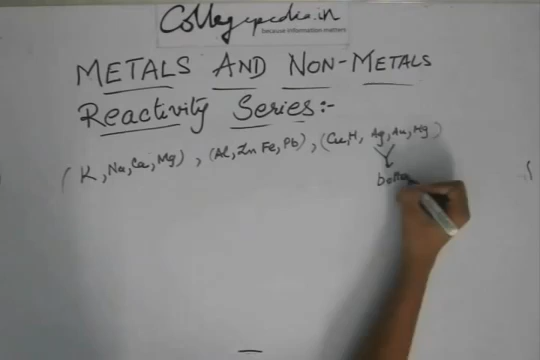 Collegepedia.in
because information matters
METALS AND NON-METALS
Reactivity Series:-
(K, Na, Ca, Mg), (Al, Zn Fe, Pb), (Cu, H, Ag, Au, Hg)
botto